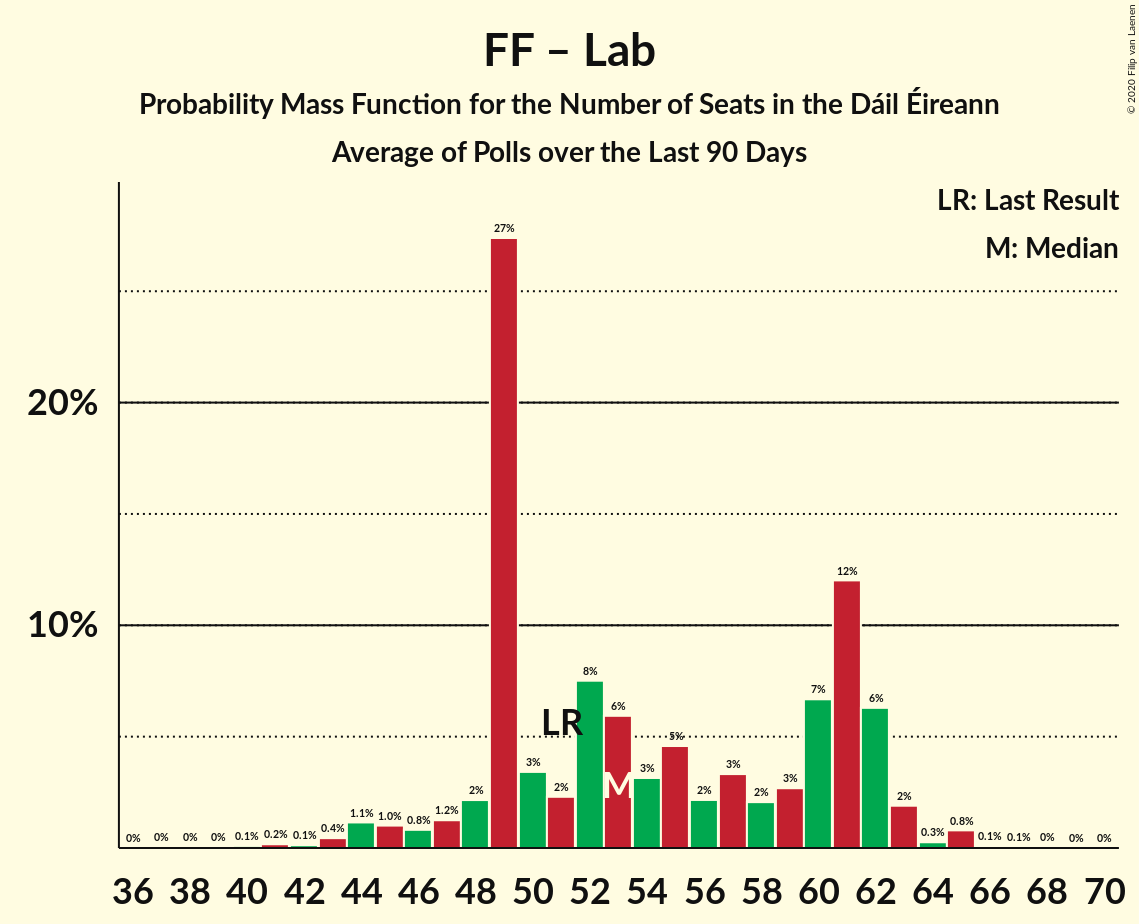 FF – Lab
Probability Mass Function for the Number of Seats in the Dáil Éireann
Average of Polls over the Last 90 Days
© 2020 Filip van Laenen
LR: Last Result
M: Median
20%
10%
0% 0% 0% 0% 0.1% 0.2% 0.1% 0.4% 1.1% 1.0% 0.8% 1.2% 2% 27% 3% 2% 8% 6% 3% 5% 2% 3% 2% 3% 7% 12% 6% 2% 0.3% 0.8% 0.1% 0.1% 0% 0% 0%
LR
M
36 38 40 42 44 46 48 50 52 54 56 58 60 62 64 66 68 70